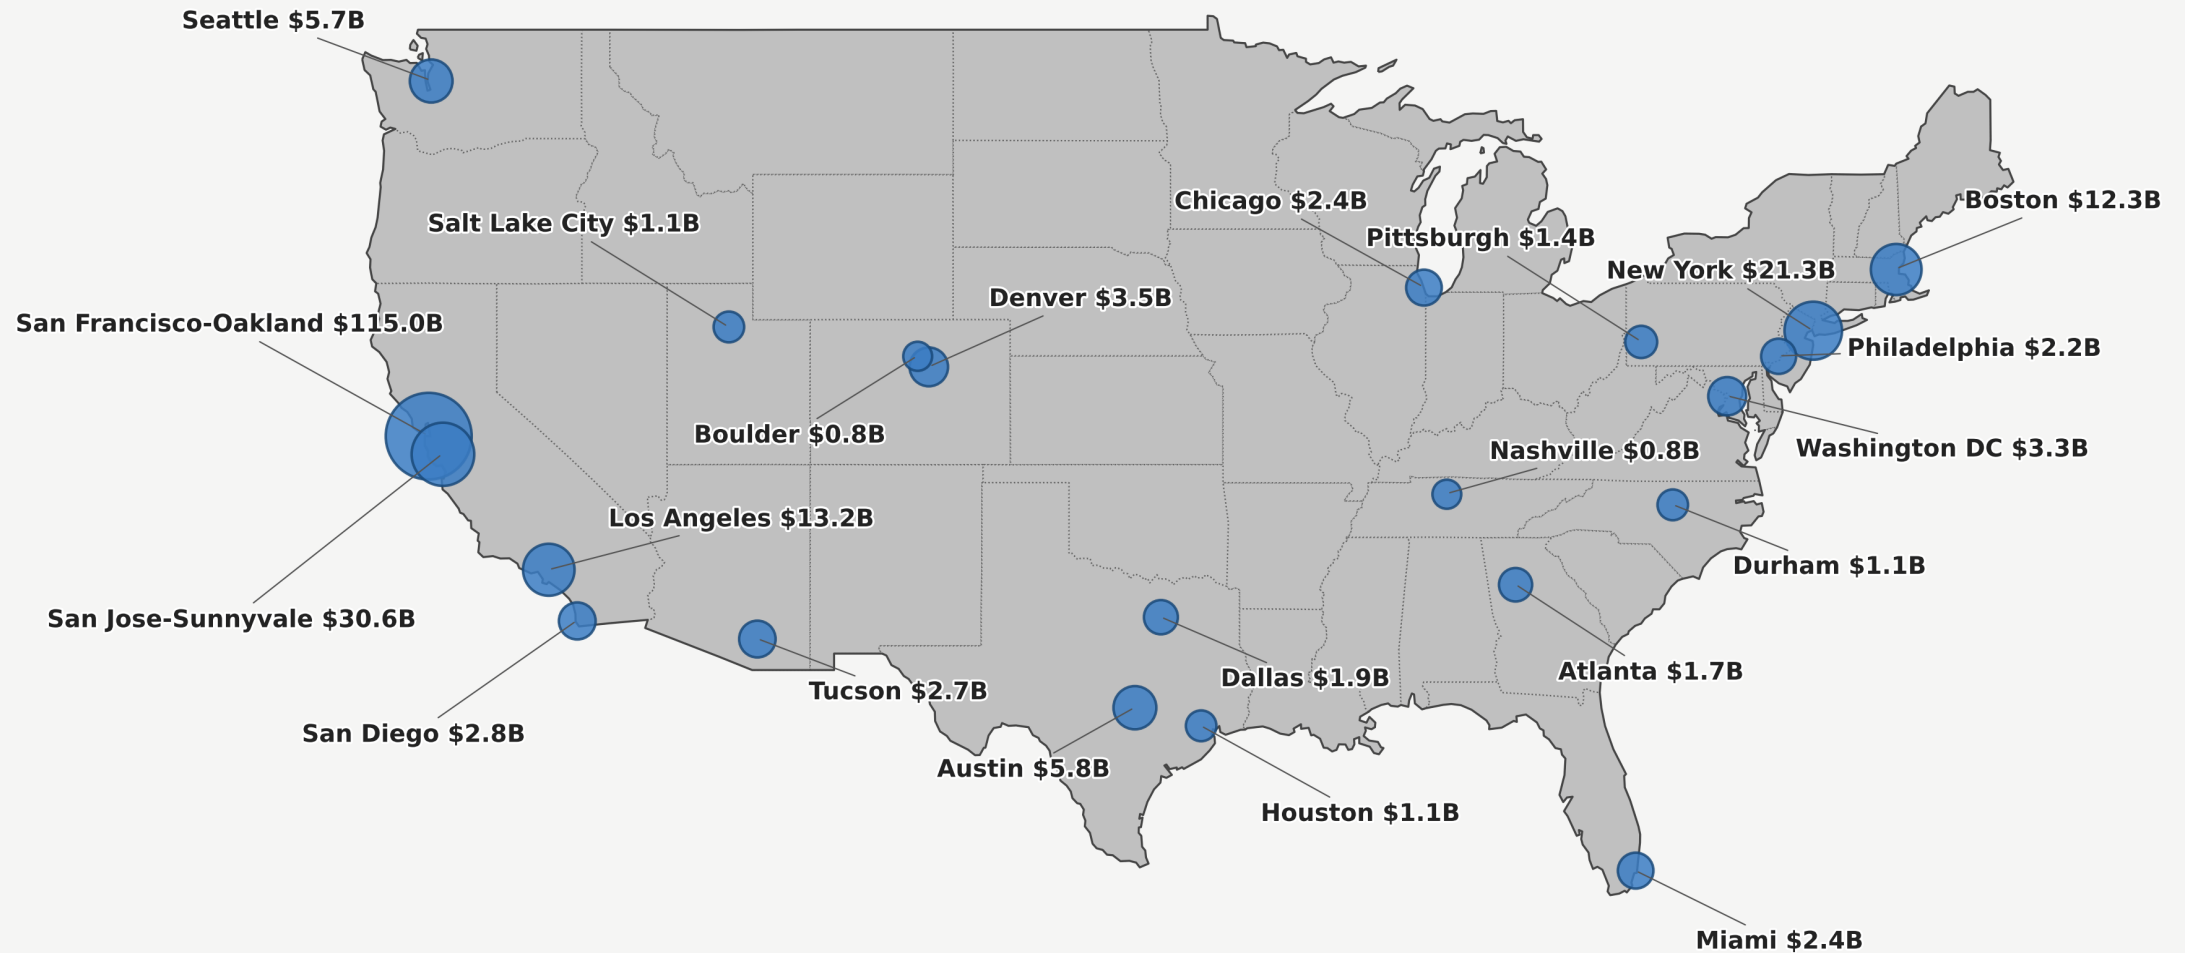 Seattle $5.7B
Boston $12.3B
Chicago $2.4B
Salt Lake City $1.1B
Pittsburgh $1.4B
New York $21.3B
Denver $3.5B
San Francisco-Oakland $115.0B
Philadelphia $2.2B
Boulder $0.8B
Washington DC $3.3B
Nashville $0.8B
Los Angeles $13.2B
Durham $1.1B
San Jose-Sunnyvale $30.6B
Atlanta $1.7B
Dallas $1.9B
Tucson $2.7B
San Diego $2.8B
Austin $5.8B
Houston $1.1B
Miami $2.4B